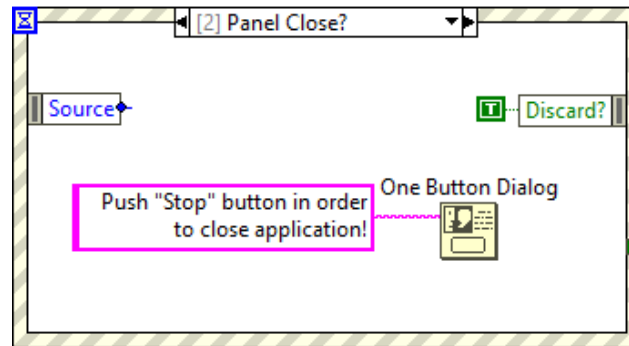 [2] Panel Close?
Source
T
Discard?
One Button Dialog
Push "Stop" button in order
to close application!